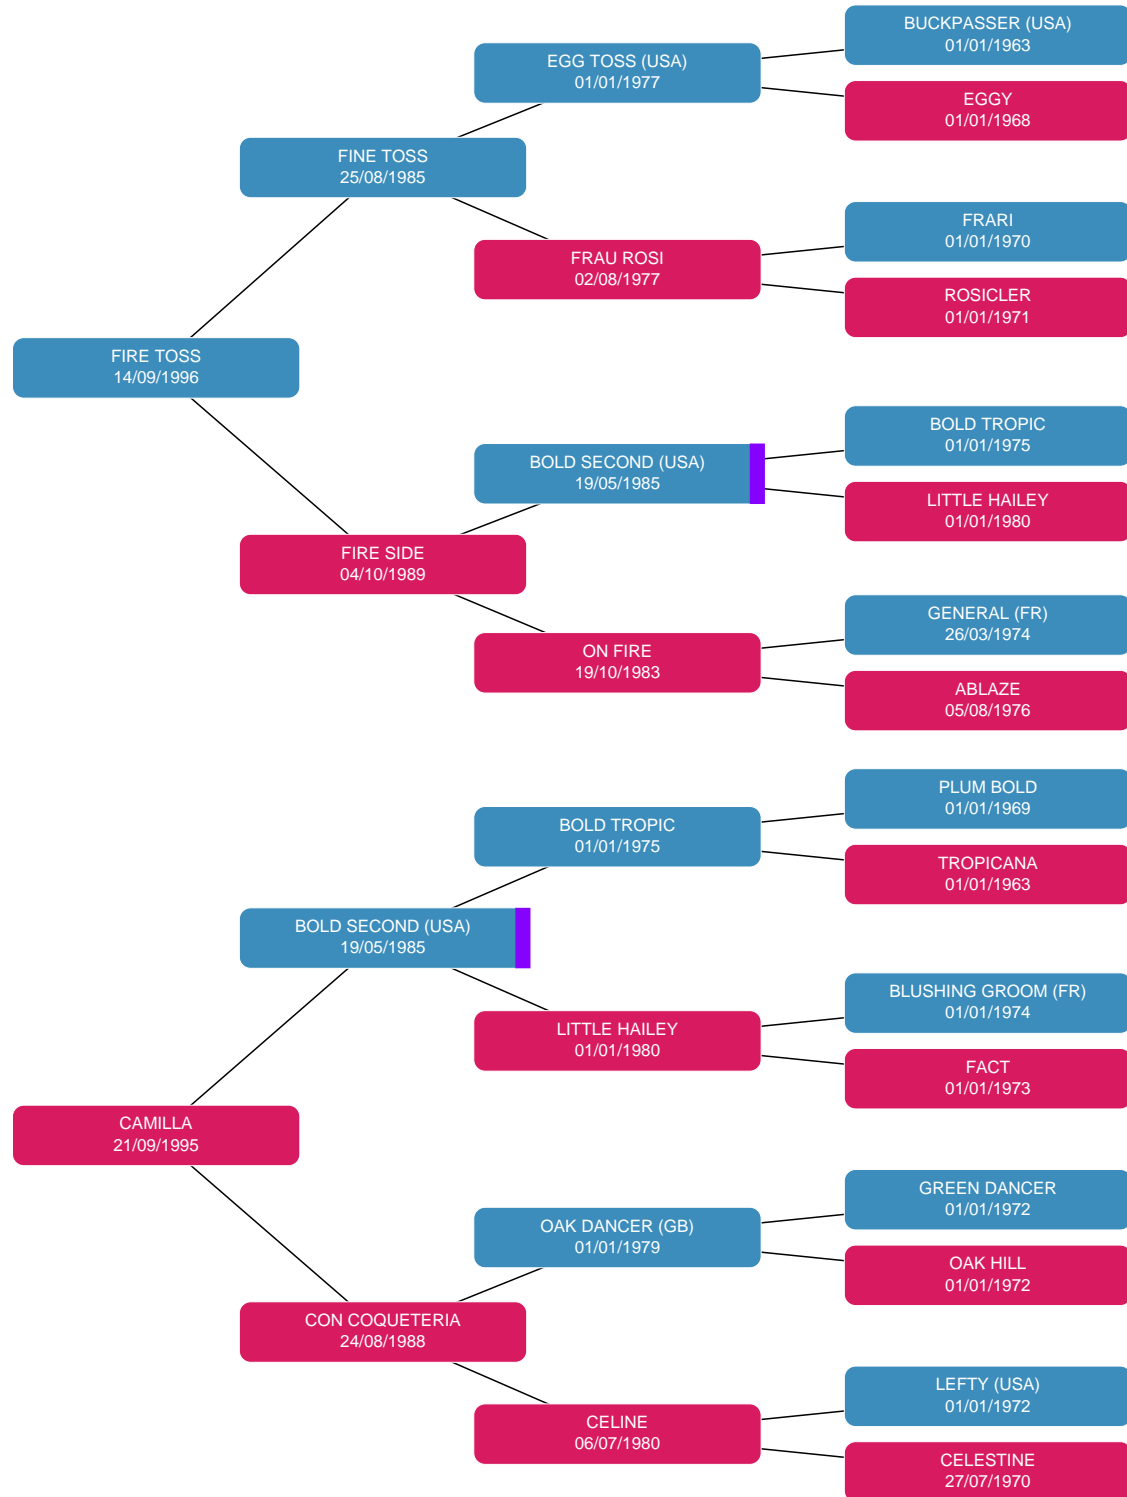 BUCKPASSER (USA)
01/01/1963
EGG TOSS (USA)
01/01/1977
EGGY
01/01/1968
FINE TOSS
25/08/1985
FRARI
01/01/1970
FRAU ROSI
02/08/1977
ROSICLER
01/01/1971
FIRE TOSS
14/09/1996
BOLD TROPIC
01/01/1975
BOLD SECOND (USA)
19/05/1985
LITTLE HAILEY
01/01/1980
FIRE SIDE
04/10/1989
GENERAL (FR)
26/03/1974
ON FIRE
19/10/1983
ABLAZE
05/08/1976
PLUM BOLD
01/01/1969
BOLD TROPIC
01/01/1975
TROPICANA
01/01/1963
BOLD SECOND (USA)
19/05/1985
BLUSHING GROOM (FR)
01/01/1974
LITTLE HAILEY
01/01/1980
FACT
01/01/1973
CAMILLA
21/09/1995
GREEN DANCER
01/01/1972
OAK DANCER (GB)
01/01/1979
OAK HILL
01/01/1972
CON COQUETERIA
24/08/1988
LEFTY (USA)
01/01/1972
CELINE
06/07/1980
CELESTINE
27/07/1970